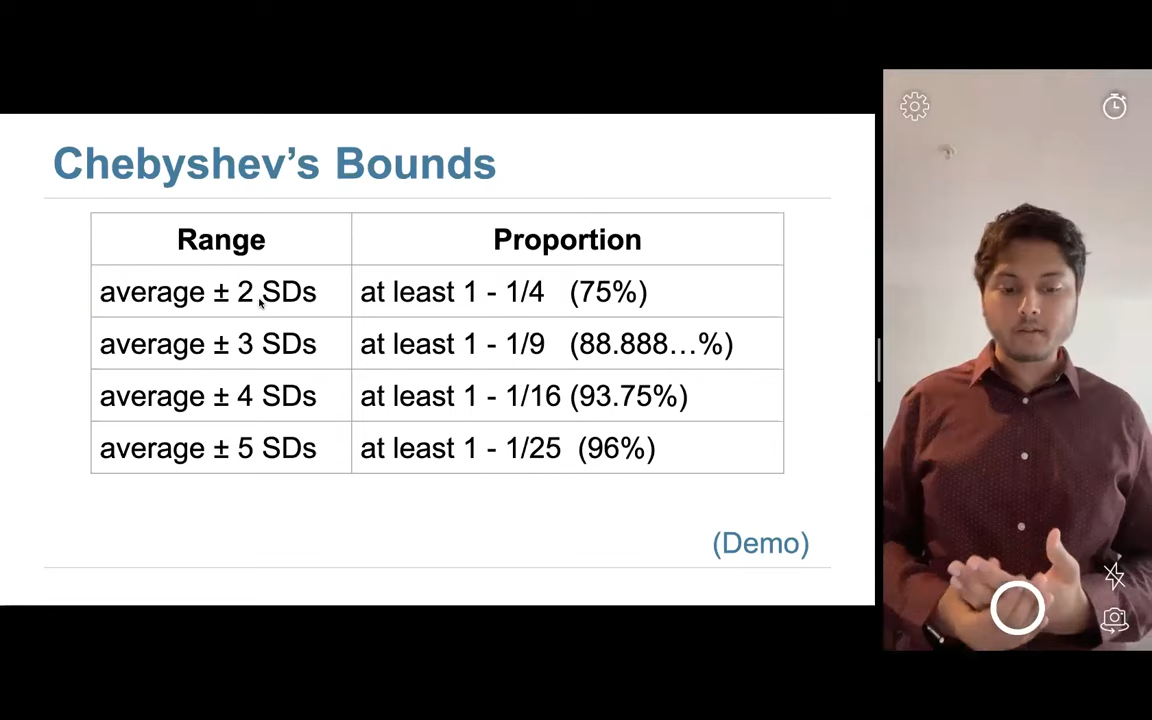 Chebyshev's Bounds
Range Proportion
average ± 2 SDs at least 1 - 1/4 (75%)
average ± 3 SDs at least 1 - 1/9 (88.888...%)
average ± 4 SDs at least 1 - 1/16 (93.75%)
average ± 5 SDs at least 1 - 1/25 (96%)
(Demo)